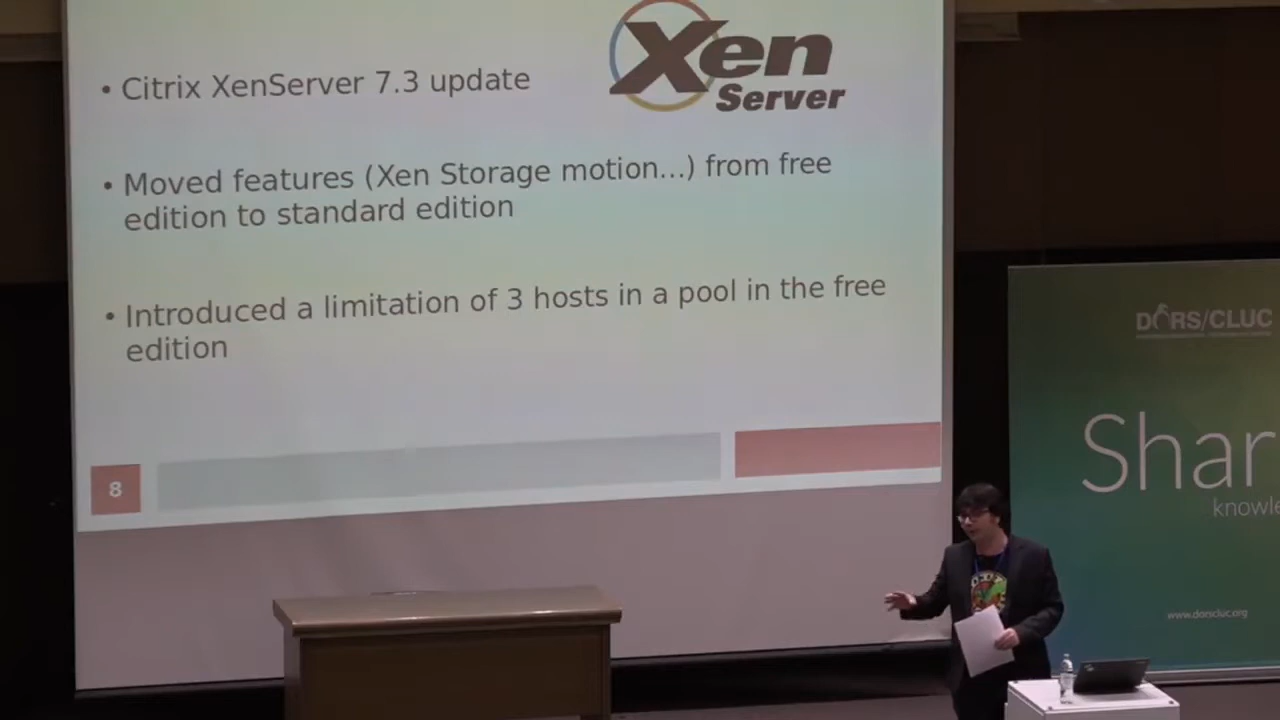 Xen
Server
• Citrix XenServer 7.3 update
• Moved features (Xen Storage motion...) from free
edition to standard edition
• Introduced a limitation of 3 hosts in a pool in the free
edition
8
DORS/CLUC
Shar
knowle
www.dorscluc.org